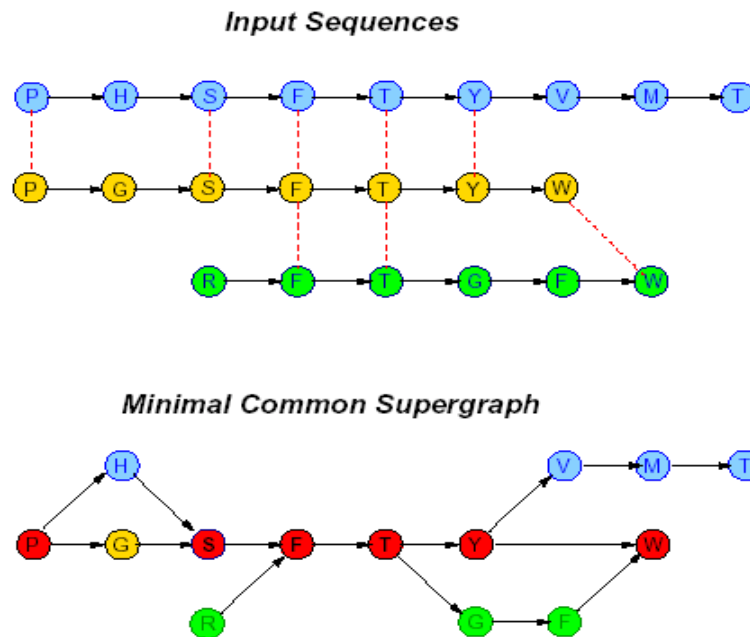 Input Sequences
P H S F T Y V M T
P G S F T Y W
R F T G F W
Minimal Common Supergraph
H V M T
P G S F T Y W
R G F